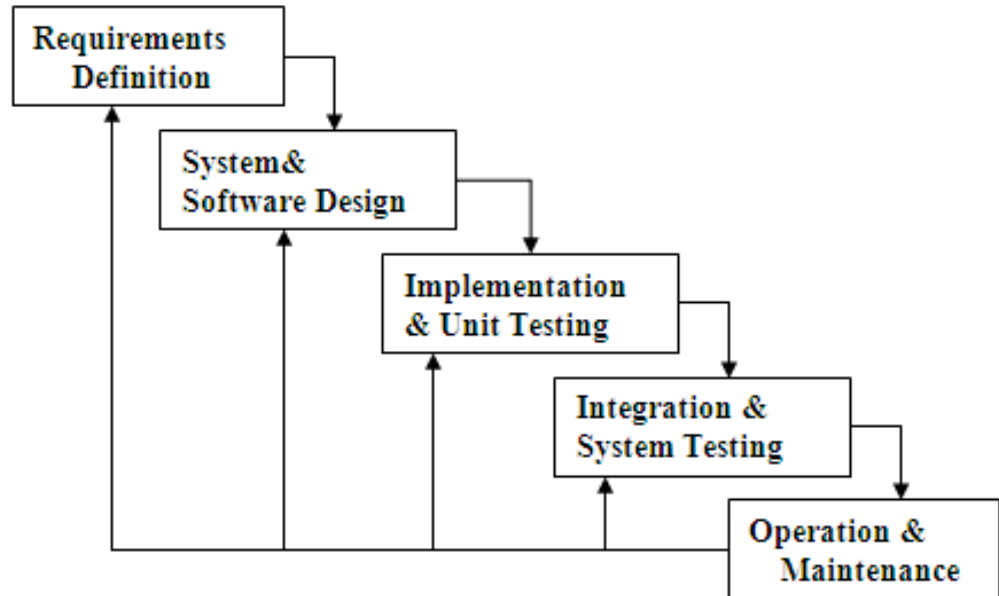 Requirements
Definition
System&
Software Design
Implementation
& Unit Testing
Integration &
System Testing
Operation &
Maintenance